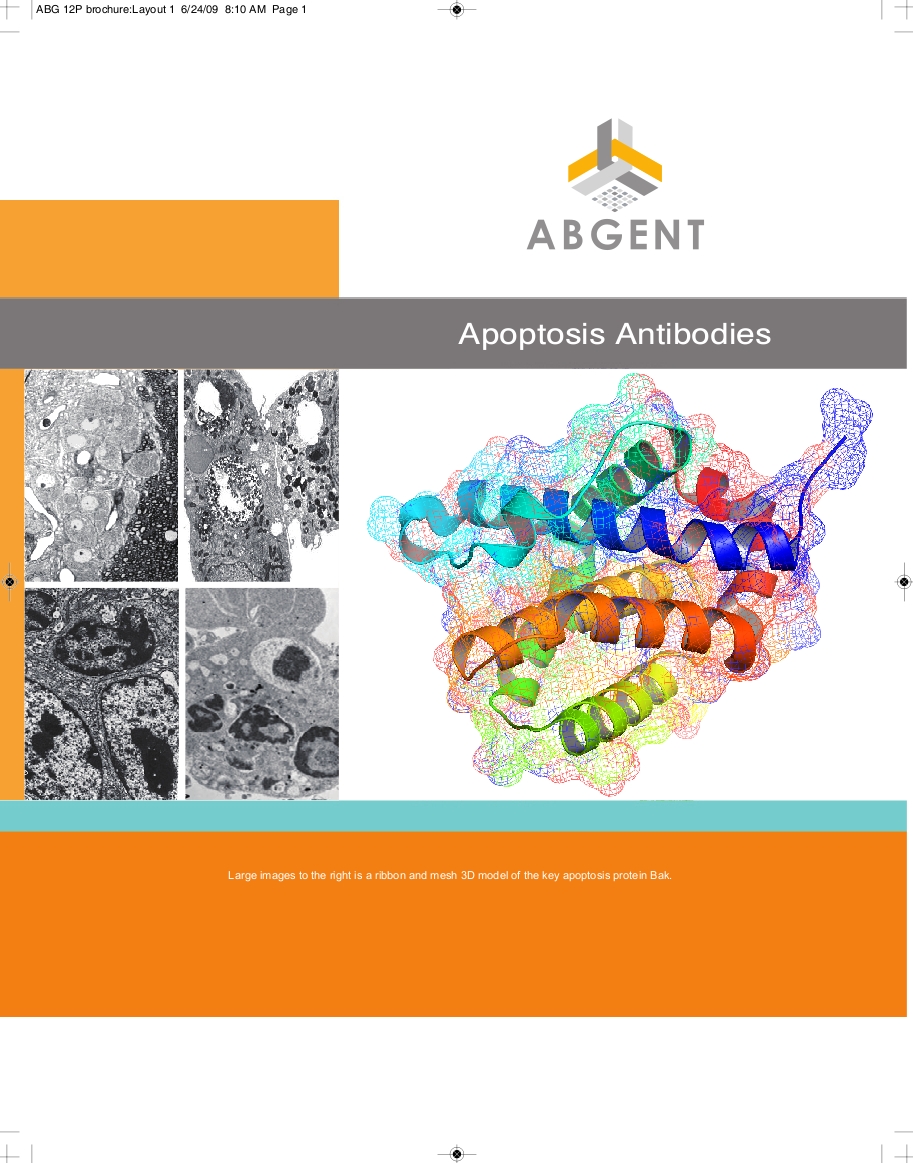 ABG 12P brochure:Layout 1 6/24/09 8:10 AM Page 1
ABGENT
Apoptosis Antibodies
Large images to the right is a ribbon and mesh 3D model of the key apoptosis protein Bak.